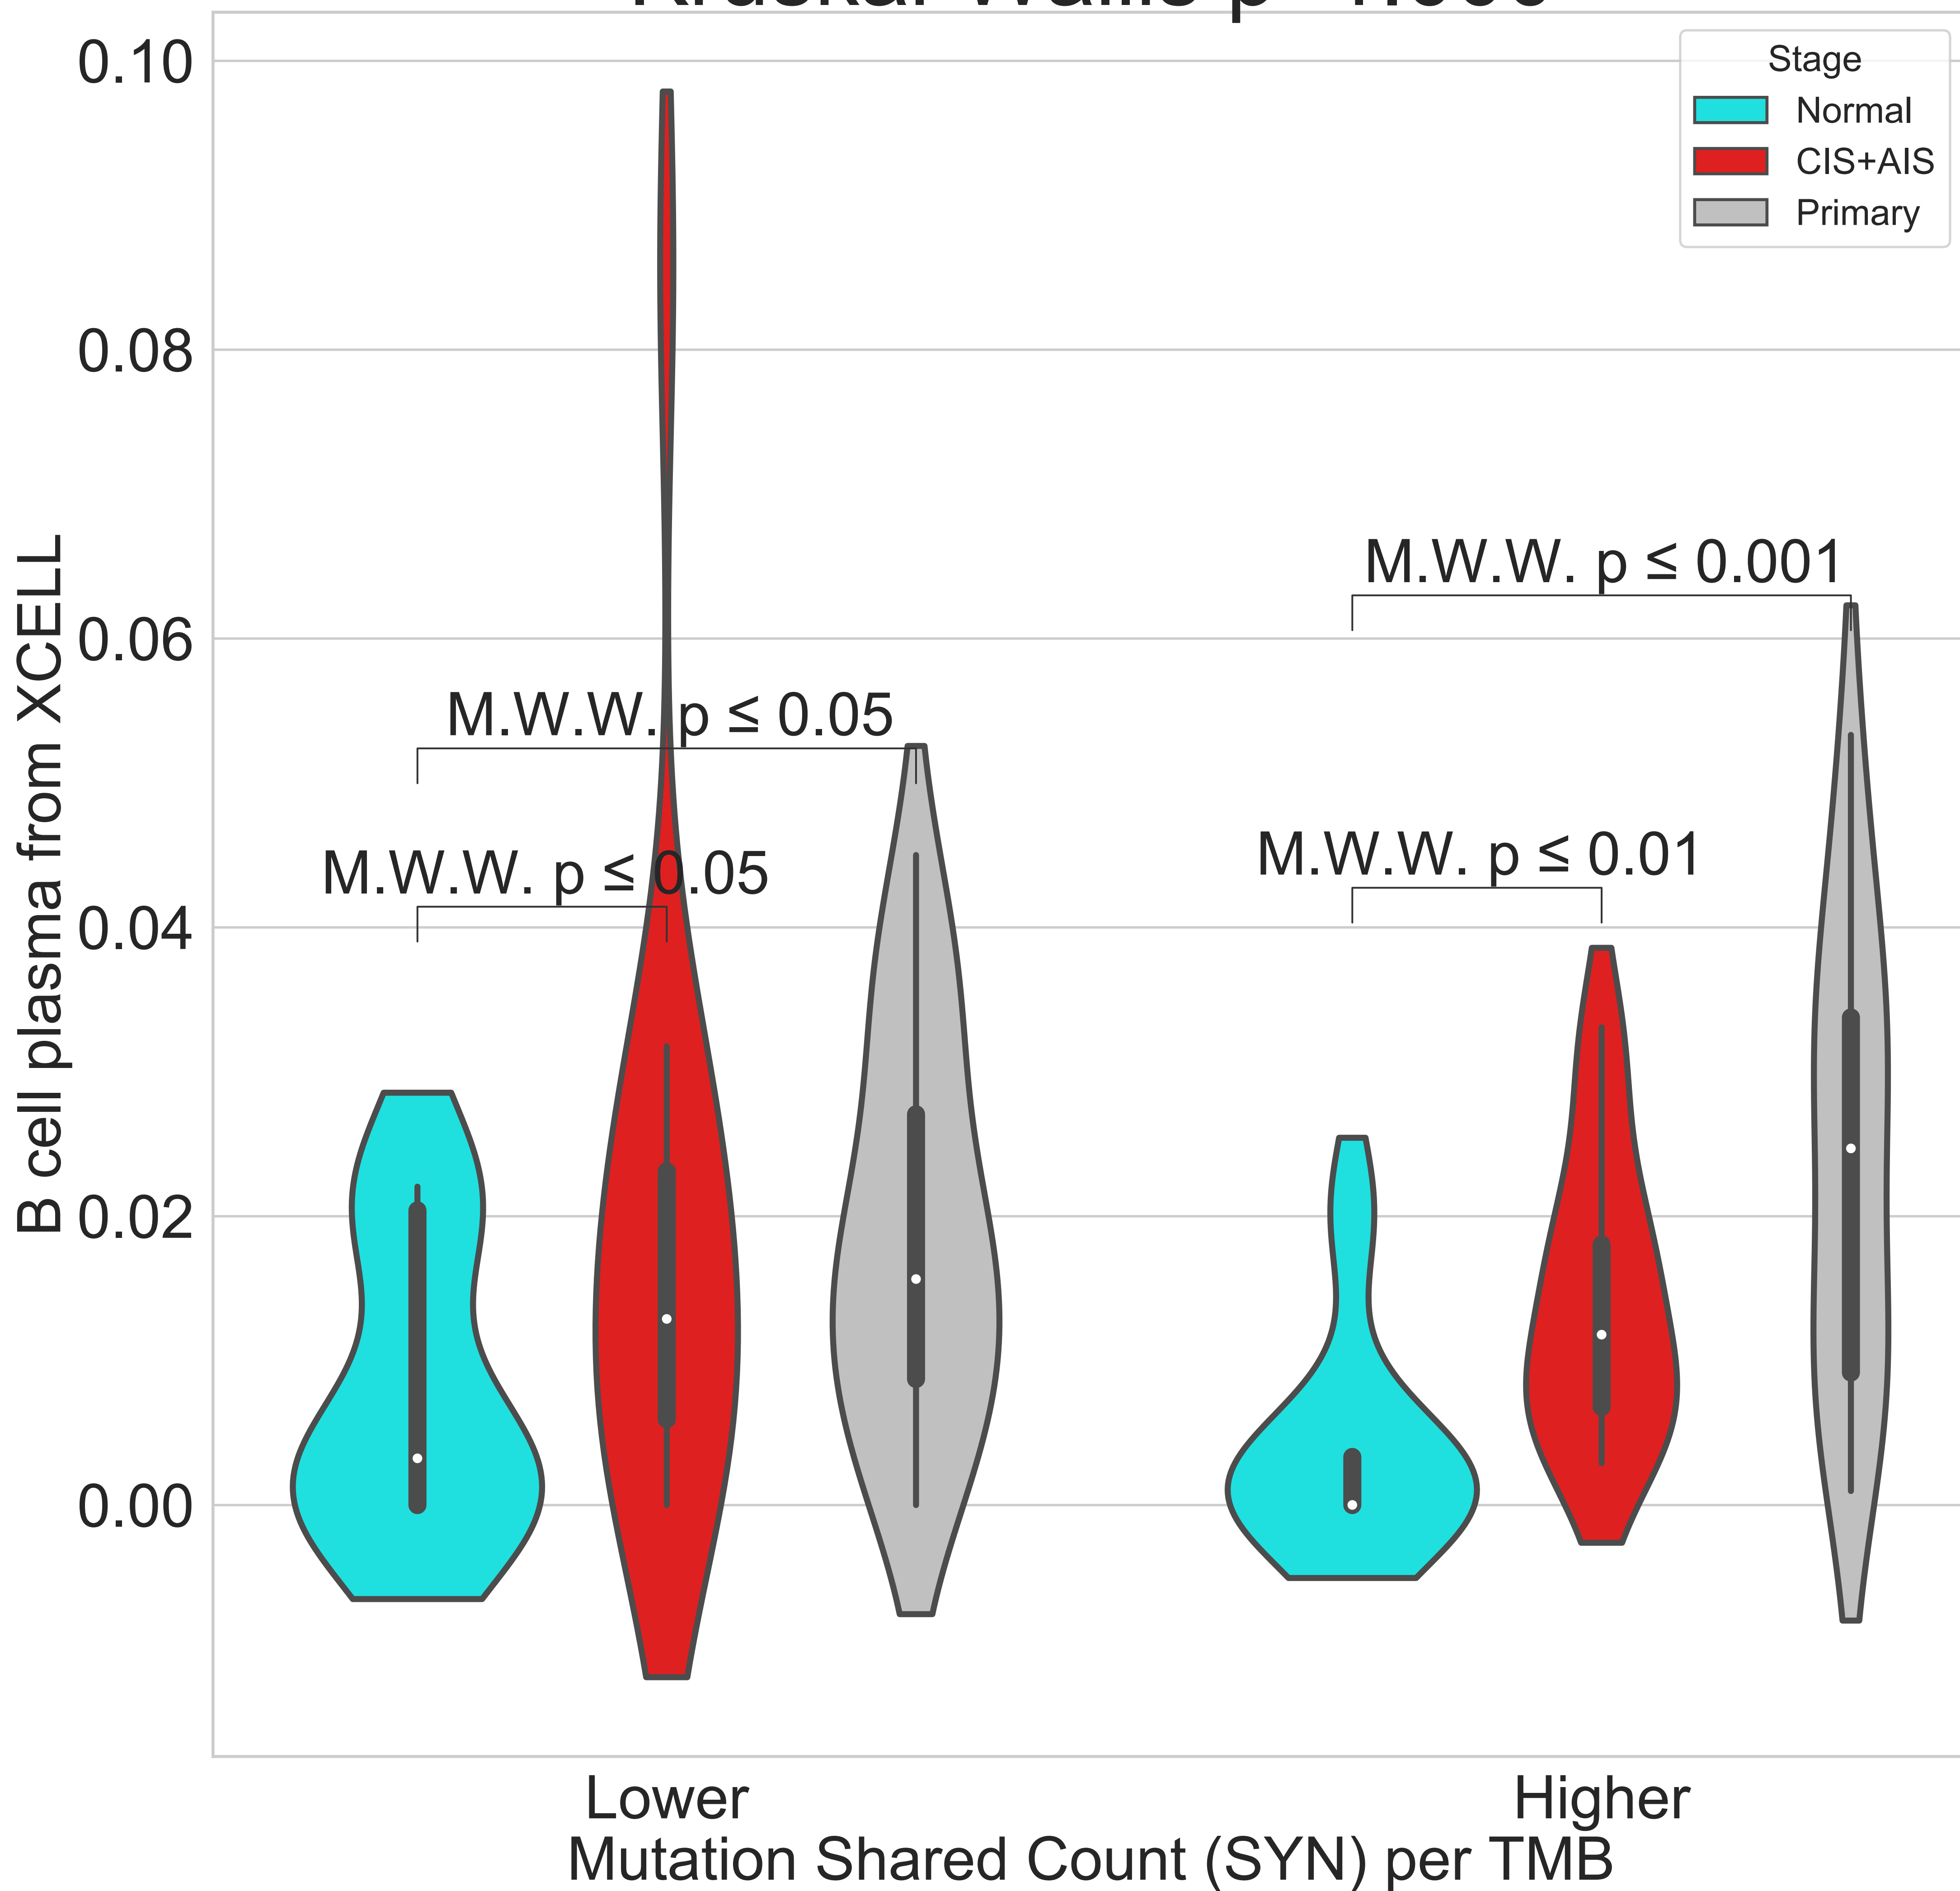 0.10
0.08
0.06
0.04
0.02
0.00
B cell plasma from XCELL
Stage
Normal
CIS+AIS
Primary
M.W.W. p ≤ 0.001
M.W.W. p ≤ 0.05
M.W.W. p ≤ 0.05
M.W.W. p ≤ 0.01
Lower
Higher
Mutation Shared Count (SYN) per TMB